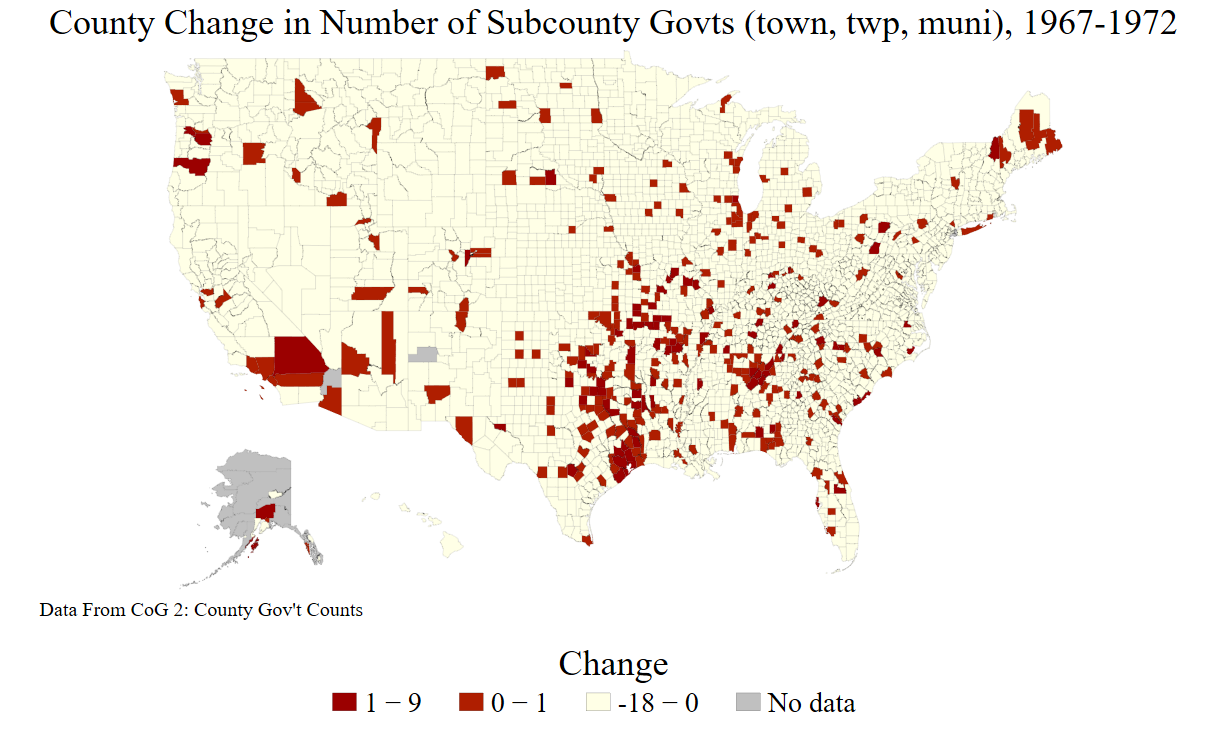 County Change in Number of Subcounty Govts (town, twp, muni), 1967-1972
Data From CoG 2: County Gov't Counts
Change
1 − 9
0 − 1
-18 − 0
No data